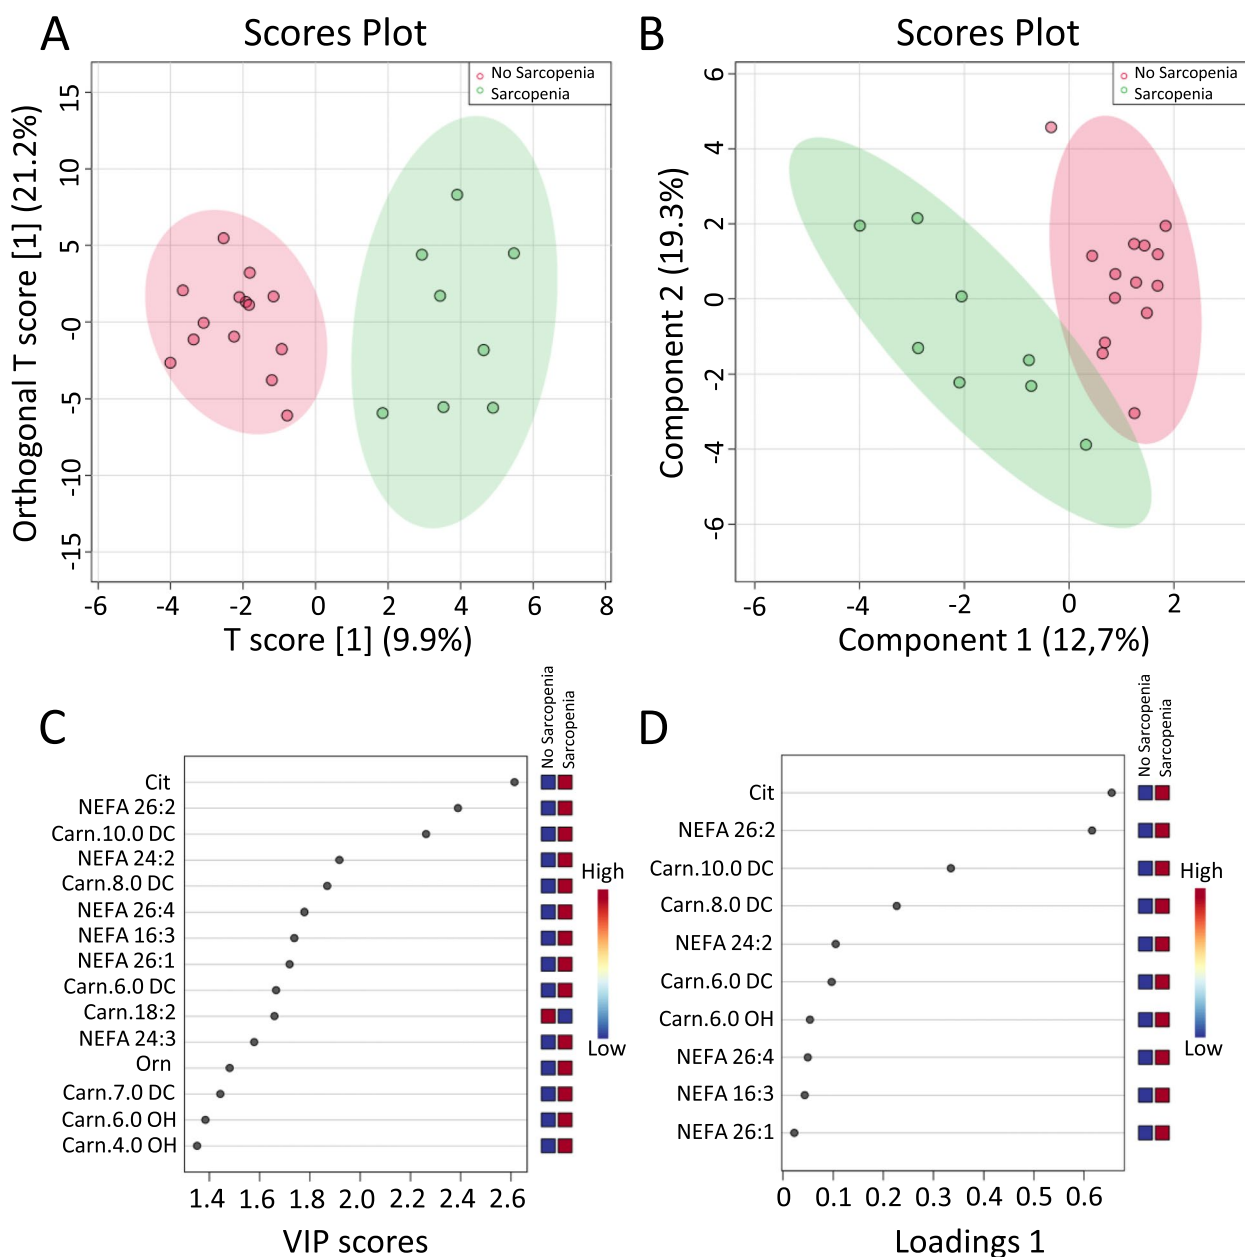 A
Scores Plot
No Sarcopenia
Sarcopenia
Orthogonal T score [1] (21.2%)
15
10
5
-0
-5
-10
-15
-6 -4 -2 0 2 4 6 8
T score [1] (9.9%)
B
Scores Plot
No Sarcopenia
Sarcopenia
Component 2 (19.3%)
6
4
2
0
-2
-4
-6
-6 -4 -2 0 2
Component 1 (12,7%)
C
No Sarcopenia
Sarcopenia
Cit
NEFA 26:2
Carn.10.0 DC
NEFA 24:2
Carn.8.0 DC
NEFA 26:4
NEFA 16:3
NEFA 26:1
Carn.6.0 DC
Carn.18:2
NEFA 24:3
Orn
Carn.7.0 DC
Carn.6.0 OH
Carn.4.0 OH
High
Low
1.4 1.6 1.8 2.0 2.2 2.4 2.6
VIP scores
D
No Sarcopenia
Sarcopenia
Cit
NEFA 26:2
Carn.10.0 DC
Carn.8.0 DC
NEFA 24:2
Carn.6.0 DC
Carn.6.0 OH
NEFA 26:4
NEFA 16:3
NEFA 26:1
High
Low
0 0.1 0.2 0.3 0.4 0.5 0.6
Loadings 1